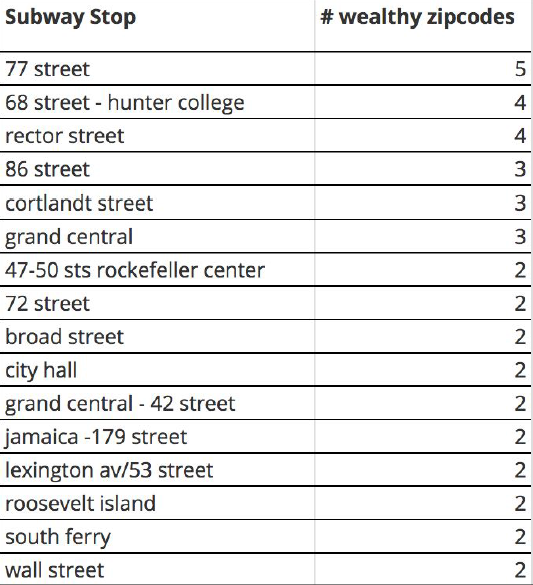 Subway Stop # wealthy zipcodes
77 street 5
68 street - hunter college 4
rector street 4
86 street 3
cortlandt street 3
grand central 3
47-50 sts rockefeller center 2
72 street 2
broad street 2
city hall 2
grand central - 42 street 2
jamaica -179 street 2
lexington av/53 street 2
roosevelt island 2
south ferry 2
wall street 2